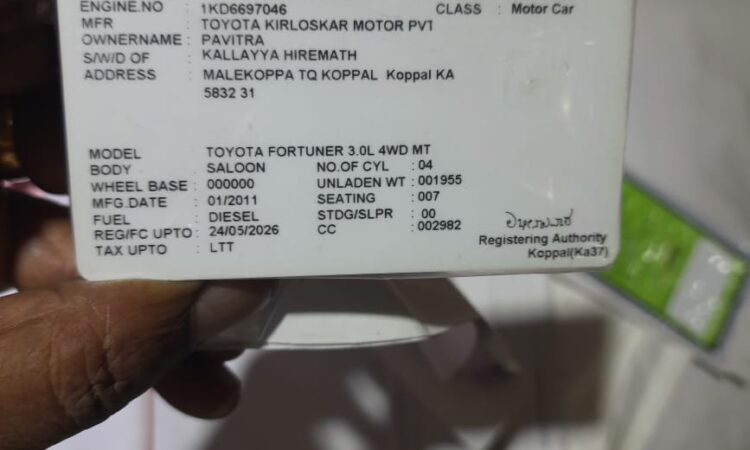 ENGINE.NO : 1KD6697046 CLASS : Motor Car
MFR : TOYOTA KIRLOSKAR MOTOR PVT
OWNERNAME : PAVITRA
S/W/D OF : KALLAYYA HIREMATH
ADDRESS : MALEKOPPA TQ KOPPAL Koppal KA
5832 31
MODEL : TOYOTA FORTUNER 3.0L 4WD MT
BODY : SALOON NO.OF CYL : 04
WHEEL BASE : 000000 UNLADEN WT : 001955
MFG.DATE : 01/2011 SEATING : 007
FUEL : DIESEL STDG/SLPR : 00
REG/FC UPTO : 24/05/2026 CC : 002982
TAX UPTO : LTT
Registering Authority
Koppal(Ka37)